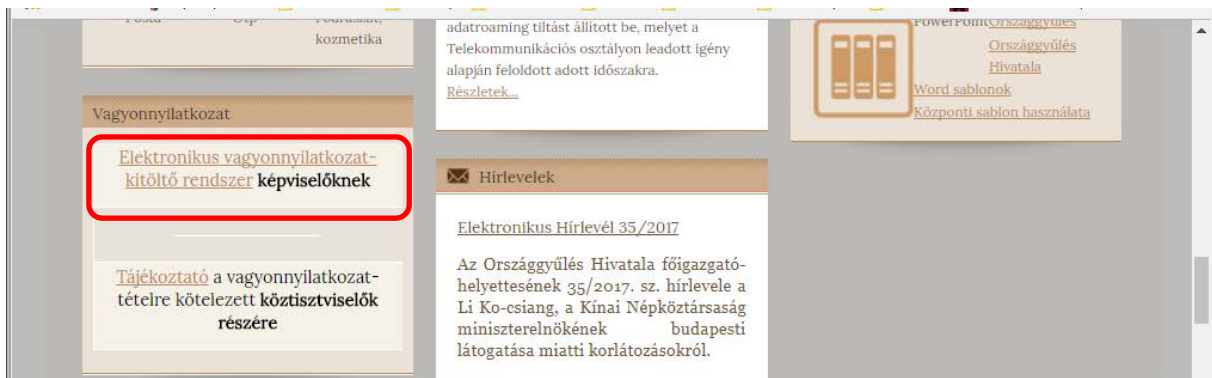 kozmetika
Vagyonnyilatkozat
Elektronikus vagyonnyilatkozat-
kitöltő rendszer képviselőknek
Tájékoztató a vagyonnyilatkozat-
tételre kötelezett köztisztviselők
részére
adatroaming tiltást állított be, melyet a
Telekommunikációs osztályon leadott igény
alapján feloldott adott időszakra.
Részletek...
Hírlevelek
Elektronikus Hírlevél 35/2017
Az Országgyűlés Hivatala főigazgató-
helyettesének 35/2017. sz. hírlevele a
Li Ko-csiang, a Kínai Népköztársaság
miniszterelnökének budapesti
látogatása miatti korlátozásokról.
PowerPoint Országgyűlés
Országgyűlés
Hivatala
Word sablonok
Központi sablon használata